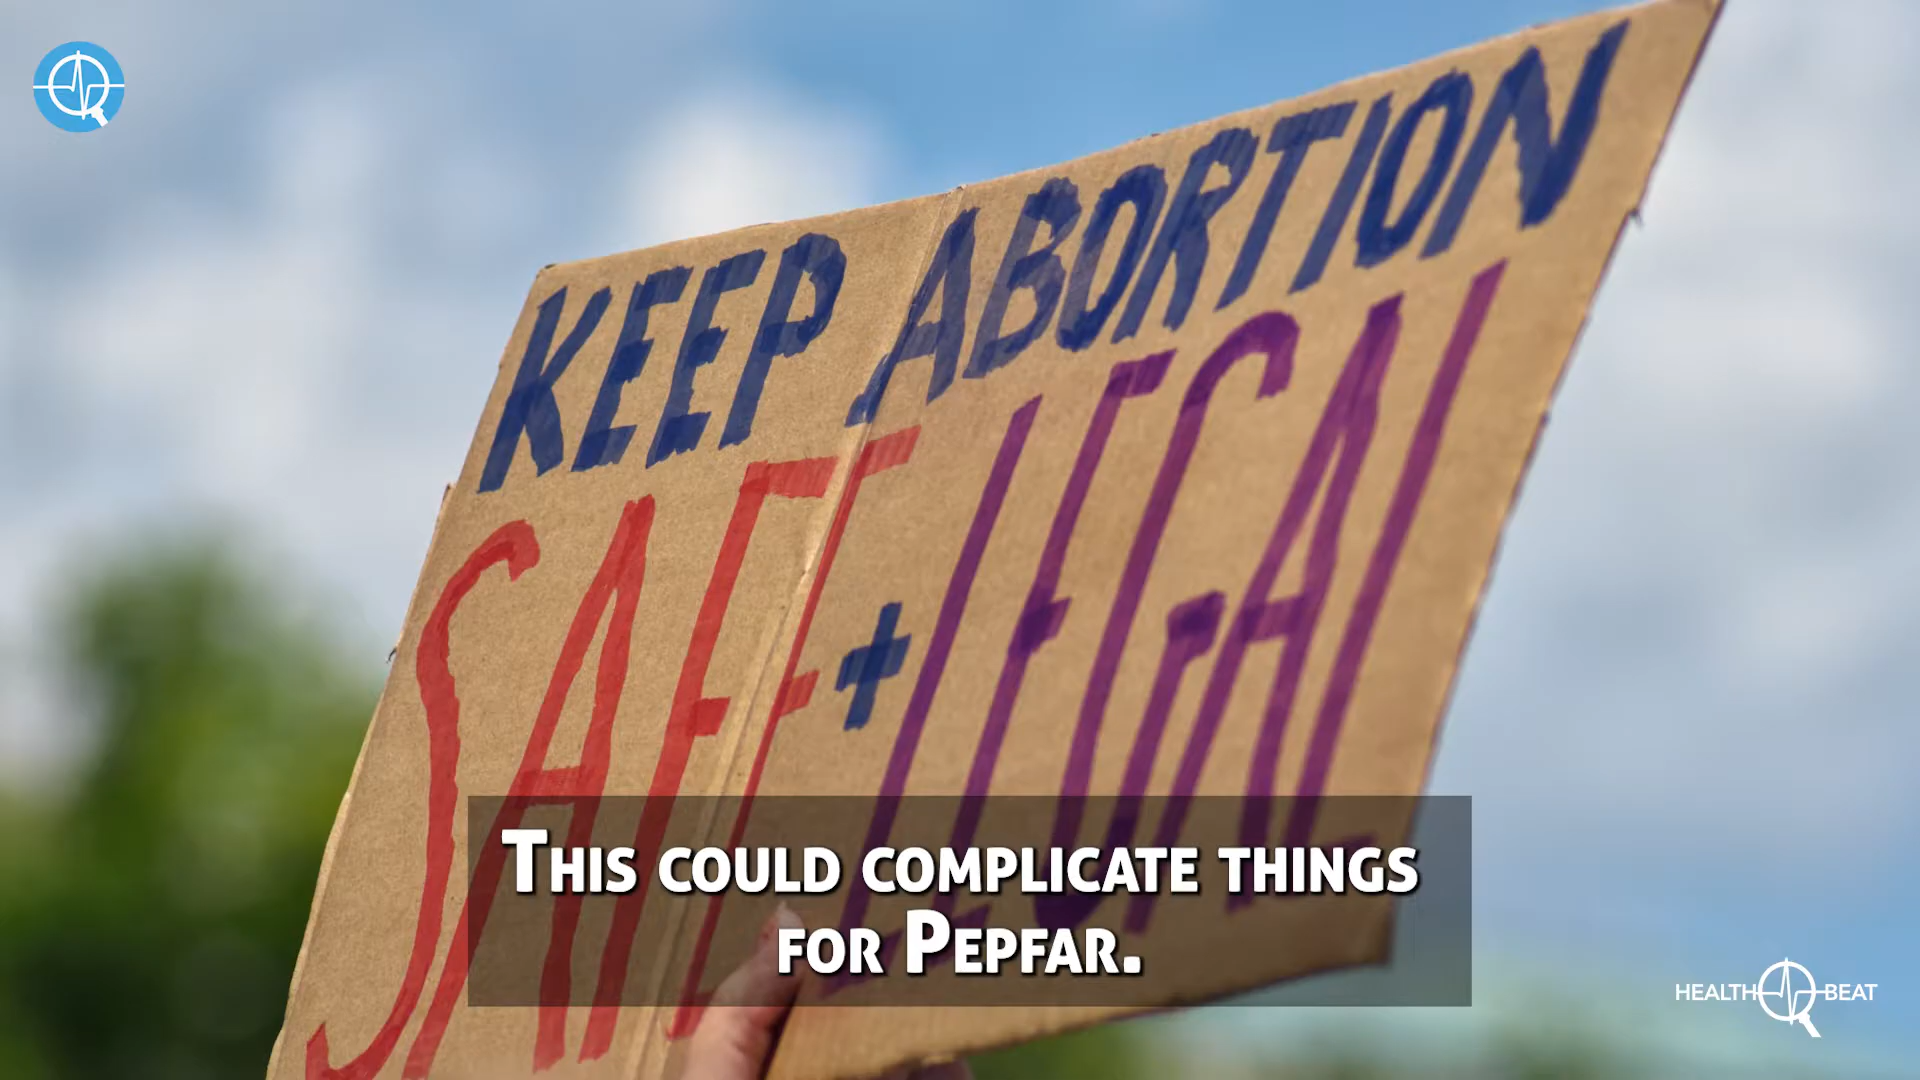 KEEP ABORTION
SAFE + LEGAL
This could complicate things
for Pepfar.
HEALTH BEAT